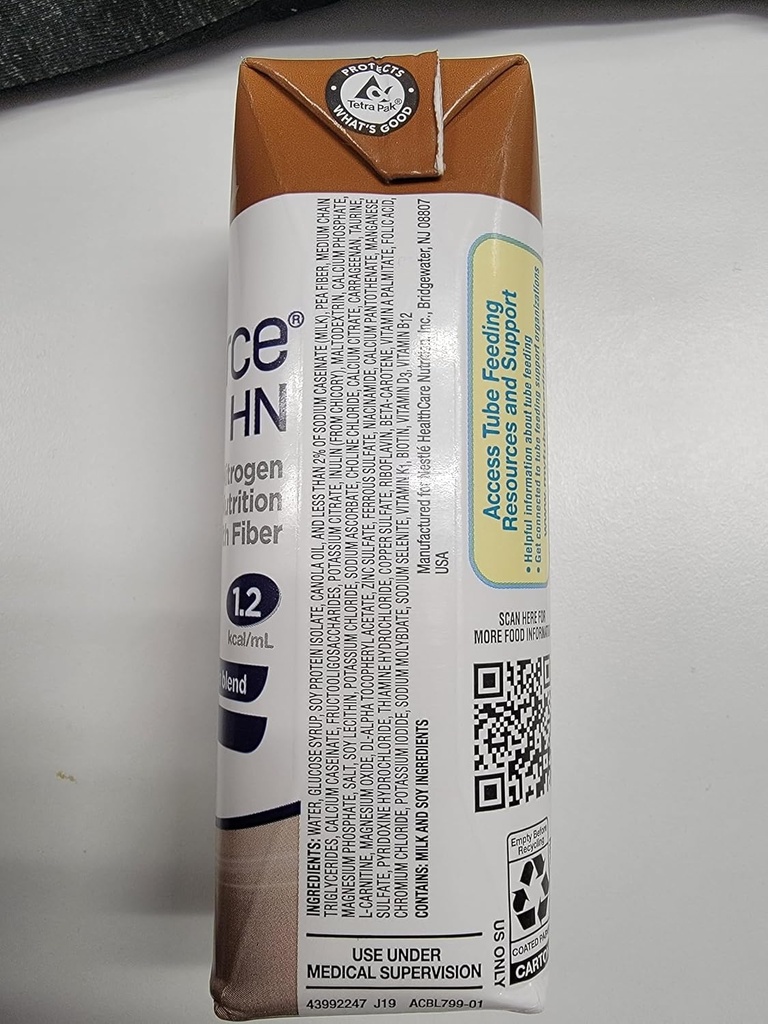 PROTECTS
Tetra Pak®
WHAT'S GOOD
ce®
HN
trogen
utrition
h Fiber
1.2
kcal/mL
blend
INGREDIENTS: WATER, GLUCOSE SYRUP, SOY PROTEIN ISOLATE, CANOLA OIL, AND LESS THAN 2% OF SODIUM CASEINATE (MILK), PEA FIBER, MEDIUM CHAIN
TRIGLYCERIDES, CALCIUM CASEINATE, FRUCTOOLIGOSACCHARIDES, POTASSIUM CITRATE, INULIN (FROM CHICORY), MALTODEXTRIN, CALCIUM PHOSPHATE,
MAGNESIUM PHOSPHATE, SALT, SOY LECITHIN, POTASSIUM CHLORIDE, SODIUM ASCORBATE, CHOLINE CHLORIDE, CALCIUM CITRATE, CARRAGEENAN, TAURINE,
L-CARNITINE, MAGNESIUM OXIDE, DL-ALPHA TOCOPHERYL ACETATE, ZINC SULFATE, FERROUS SULFATE, NIACINAMIDE, CALCIUM PANTOTHENATE, MANGANESE
SULFATE, PYRIDOXINE HYDROCHLORIDE, THIAMINE HYDROCHLORIDE, COPPER SULFATE, RIBOFLAVIN, BETA-CAROTENE, VITAMIN A PALMITATE, FOLIC ACID,
CHROMIUM CHLORIDE, POTASSIUM IODIDE, SODIUM MOLYBDATE, SODIUM SELENITE, VITAMIN K1, BIOTIN, VITAMIN D3, VITAMIN B12
CONTAINS: MILK AND SOY INGREDIENTS
Manufactured for Nestlé HealthCare Nutrition, Inc., Bridgewater, NJ 08807
USA
USE UNDER
MEDICAL SUPERVISION
43992247 J19 ACBL799-01
Access Tube Feeding
Resources and Support
• Helpful information about tube feeding
• Get connected to tube feeding support organizations
SCAN HERE FOR
MORE FOOD INFORMATI
Empty Before
Recycling
COATED PAP
CARTO
US ONLY